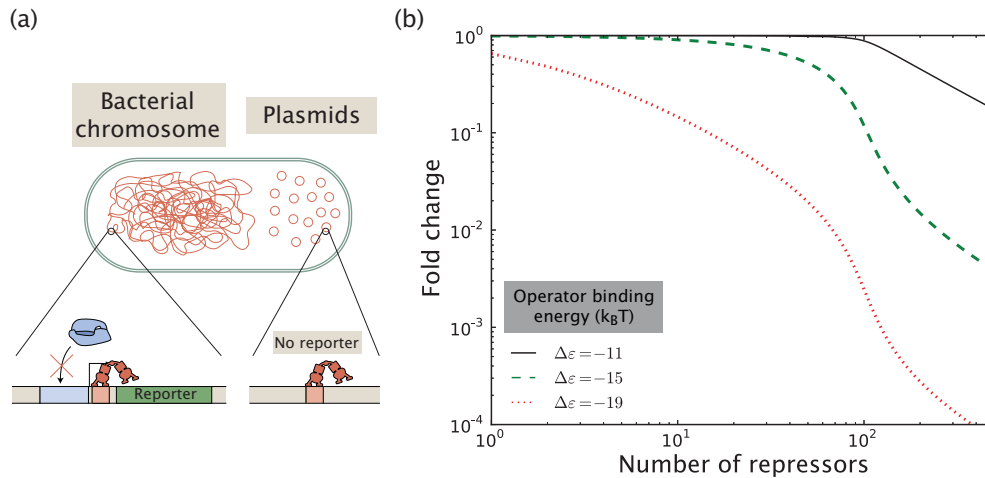 (a)
Bacterial
chromosome
Plasmids
No reporter
Reporter
(b)
Fold change
10⁰
10⁻¹
10⁻²
10⁻³
10⁻⁴
Operator binding
energy (k_BT)
Δε=−11
Δε=−15
Δε=−19
10⁰
10¹
10²
Number of repressors